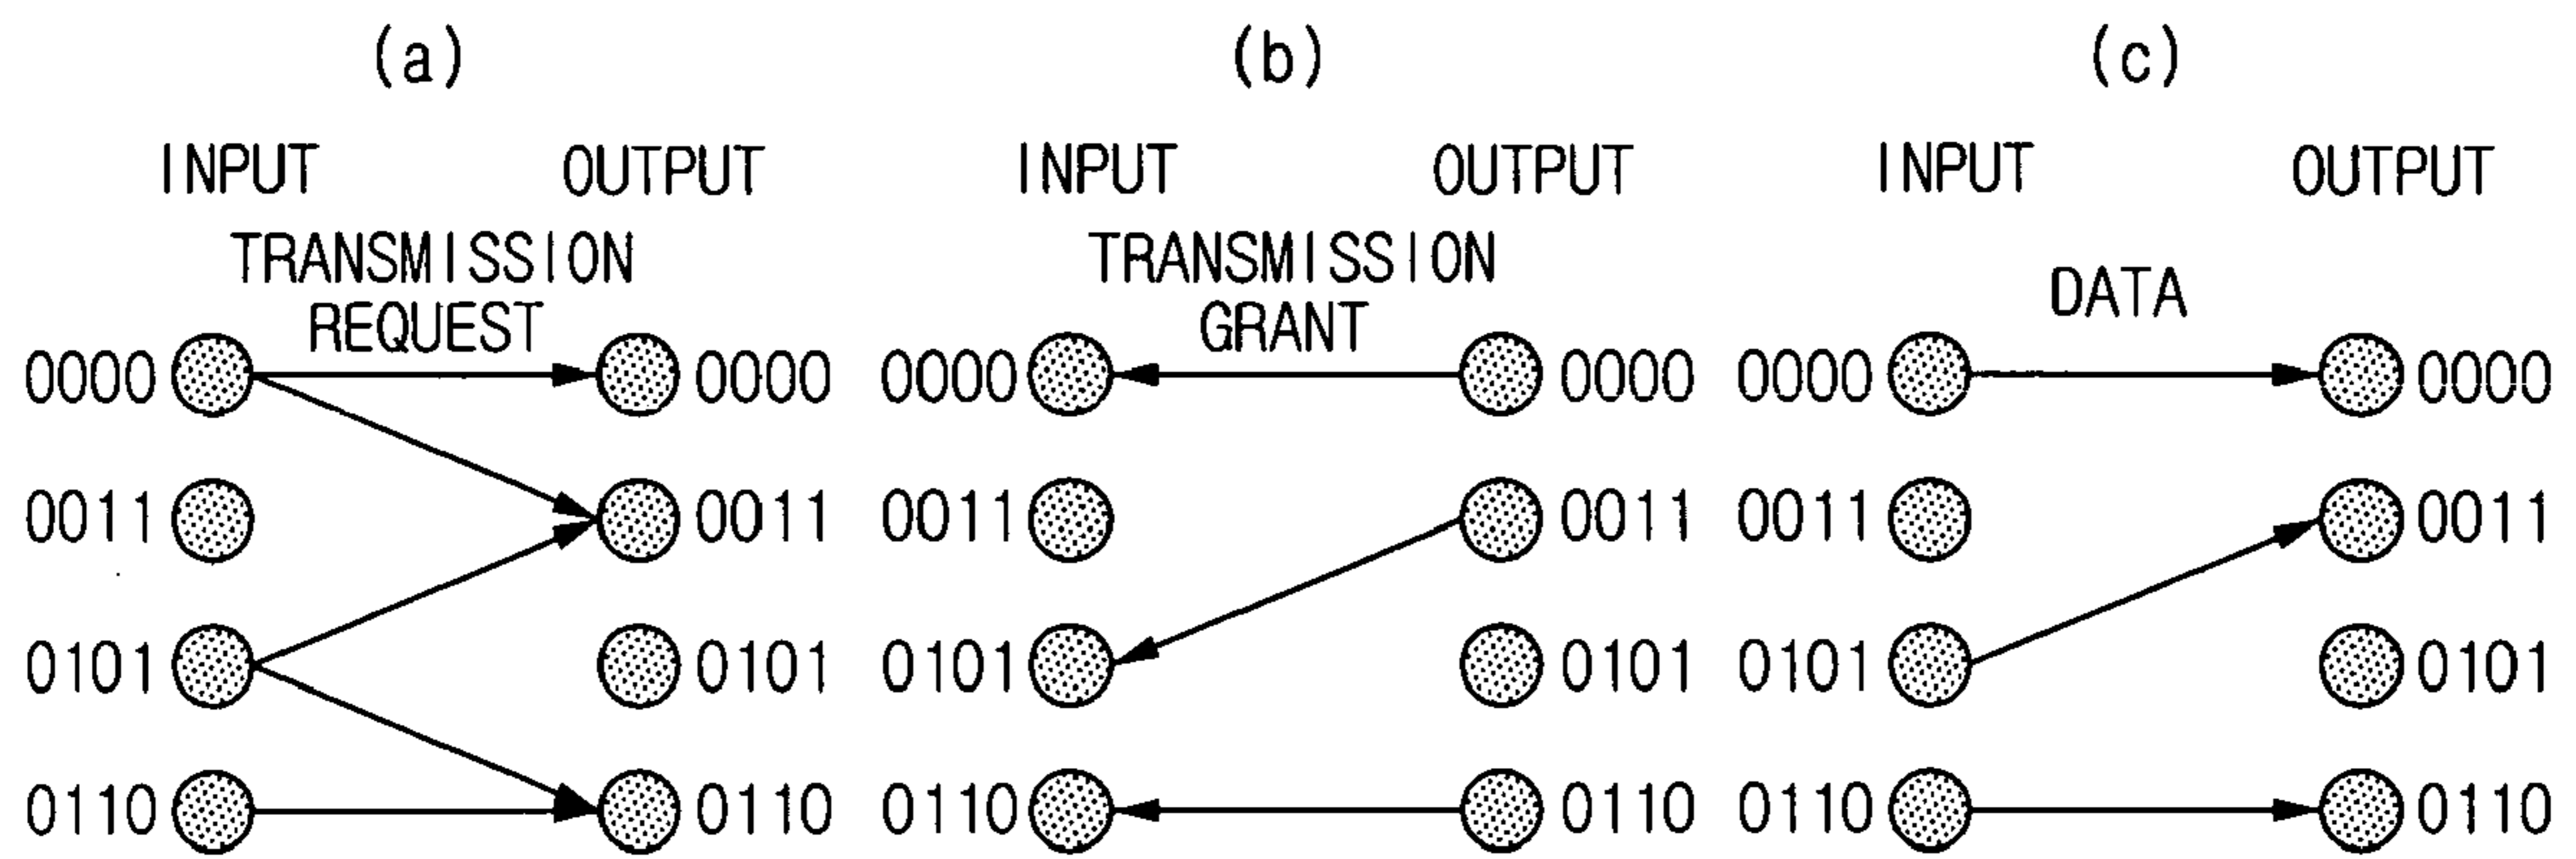 (a)
INPUT OUTPUT
TRANSMISSION
REQUEST
0000 0000
0011 0011
0101 0101
0110 0110
(b)
INPUT OUTPUT
TRANSMISSION
GRANT
0000 0000
0011 0011
0101 0101
0110 0110
(c)
INPUT OUTPUT
DATA
0000 0000
0011 0011
0101 0101
0110 0110